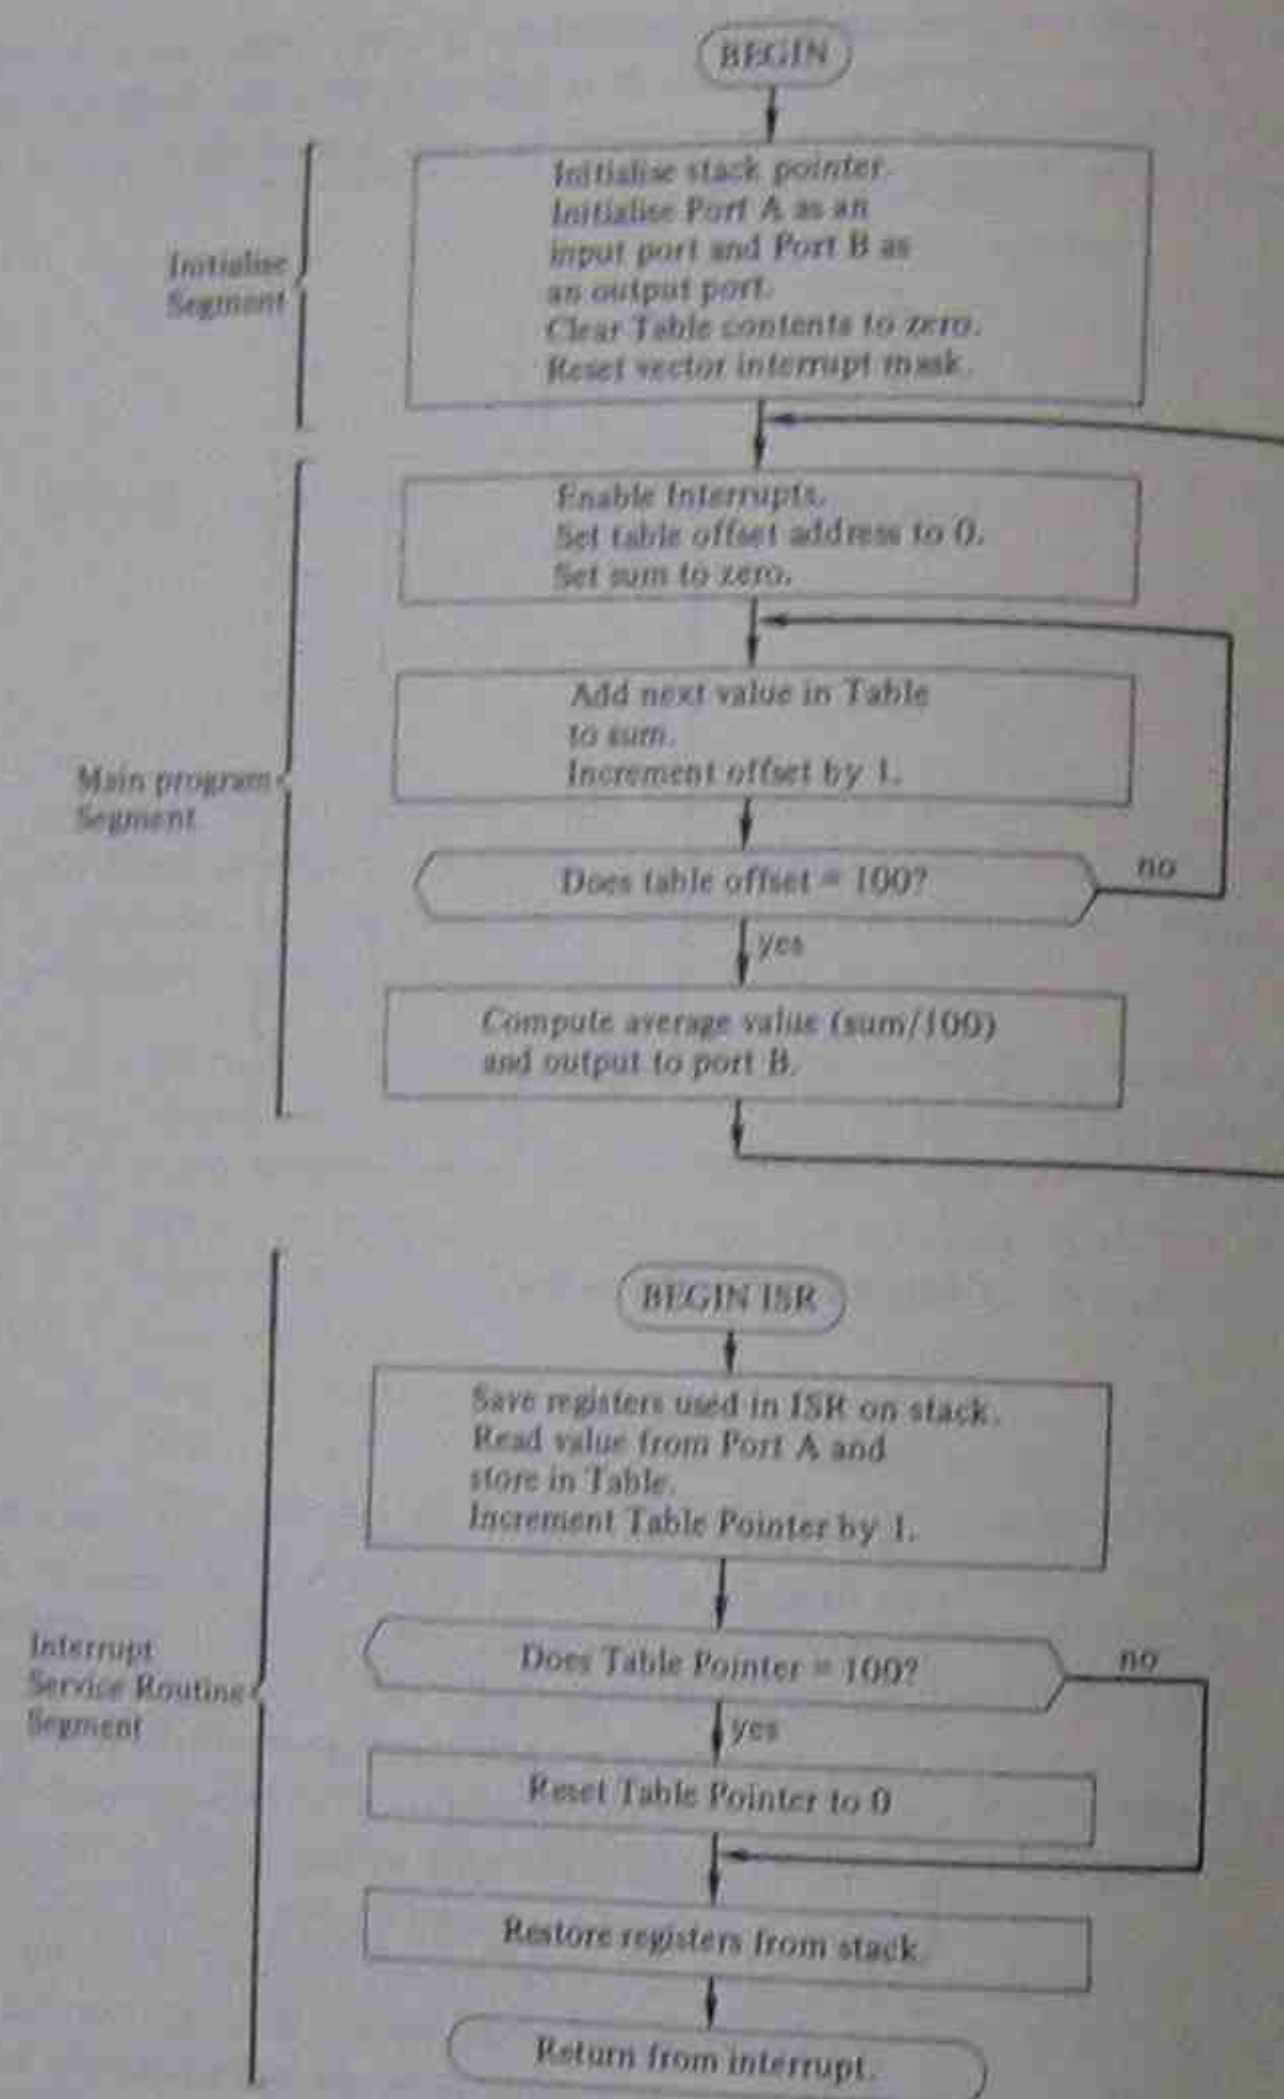 BEGIN
Initialise
Segment
Initialise stack pointer.
Initialise Port A as an
input port and Port B as
an output port.
Clear Table contents to zero.
Reset vector interrupt mask.
Main program
Segment
Enable Interrupts.
Set table offset address to 0.
Set sum to zero.
Add next value in Table
to sum.
Increment offset by 1.
Does table offset = 100?
no
yes
Compute average value (sum/100)
and output to port B.
BEGIN ISR
Interrupt
Service Routine
Segment
Save registers used in ISR on stack.
Read value from Port A and
store in Table.
Increment Table Pointer by 1.
Does Table Pointer = 100?
no
yes
Reset Table Pointer to 0
Restore registers from stack.
Return from interrupt.